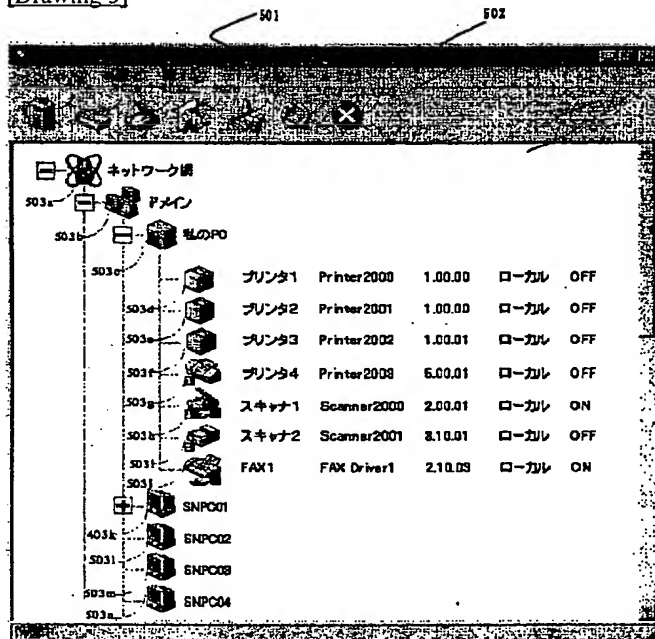 [Drawing 5]
501 502
ネットワーク網
503a ドメイン
503b 私のPC
503c
プリンタ1 Printer2000 1.00.00 ローカル OFF
503d プリンタ2 Printer2001 1.00.00 ローカル OFF
503e プリンタ3 Printer2002 1.00.01 ローカル OFF
503f プリンタ4 Printer2003 5.00.01 ローカル OFF
503g スキャナ1 Scanner2000 2.00.01 ローカル ON
503h スキャナ2 Scanner2001 3.10.01 ローカル OFF
503i FAX1 FAX Driver1 2.10.03 ローカル ON
503j
SNPC01
403k SNPC02
503l SNPC03
503m SNPC04
503n